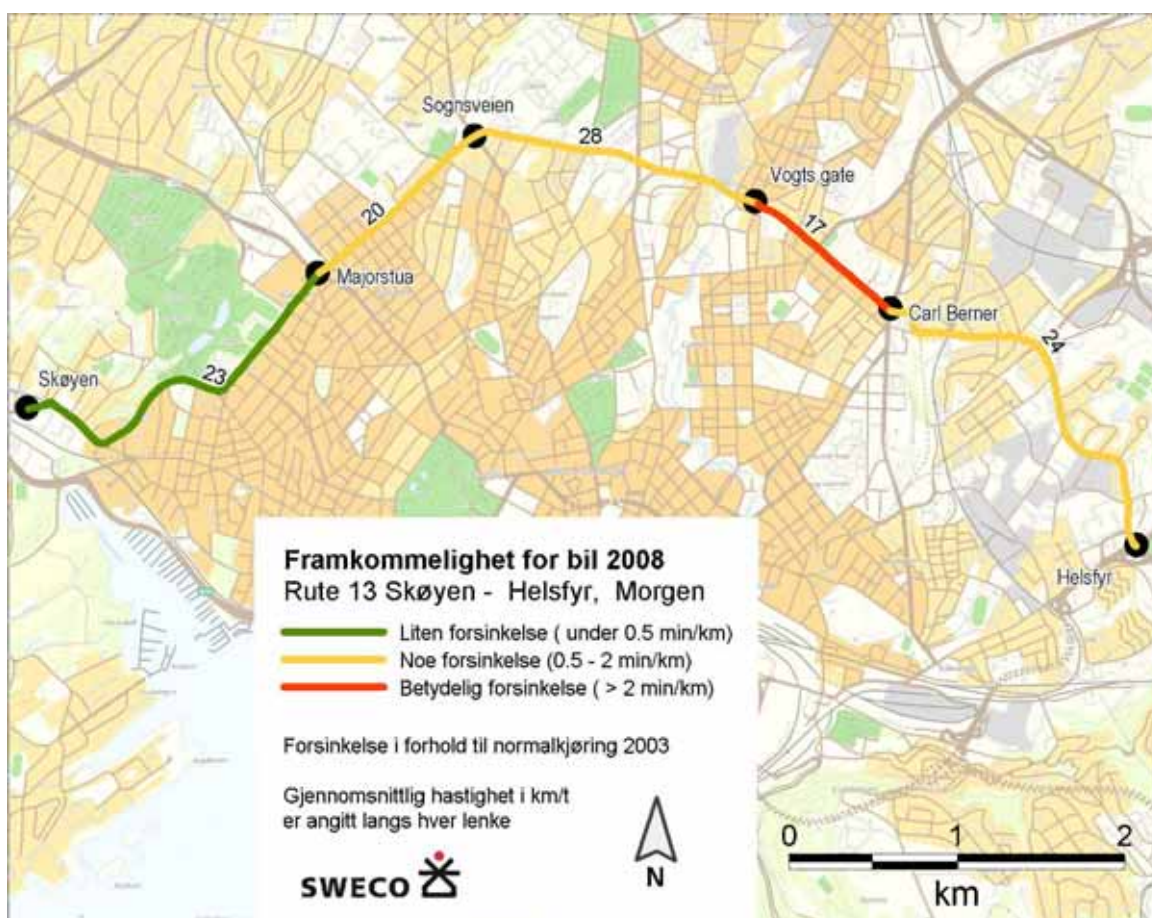 Sognsveien
28
Vogts gate
20
17
Majorstua
Carl Berner
24
Skøyen
23
Helsfyr
Framkommelighet for bil 2008
Rute 13 Skøyen - Helsfyr, Morgen
Liten forsinkelse ( under 0.5 min/km)
Noe forsinkelse (0.5 - 2 min/km)
Betydelig forsinkelse ( > 2 min/km)
Forsinkelse i forhold til normalkjøring 2003
Gjennomsnittlig hastighet i km/t
er angitt langs hver lenke
SWECO
N
0 1 2
km